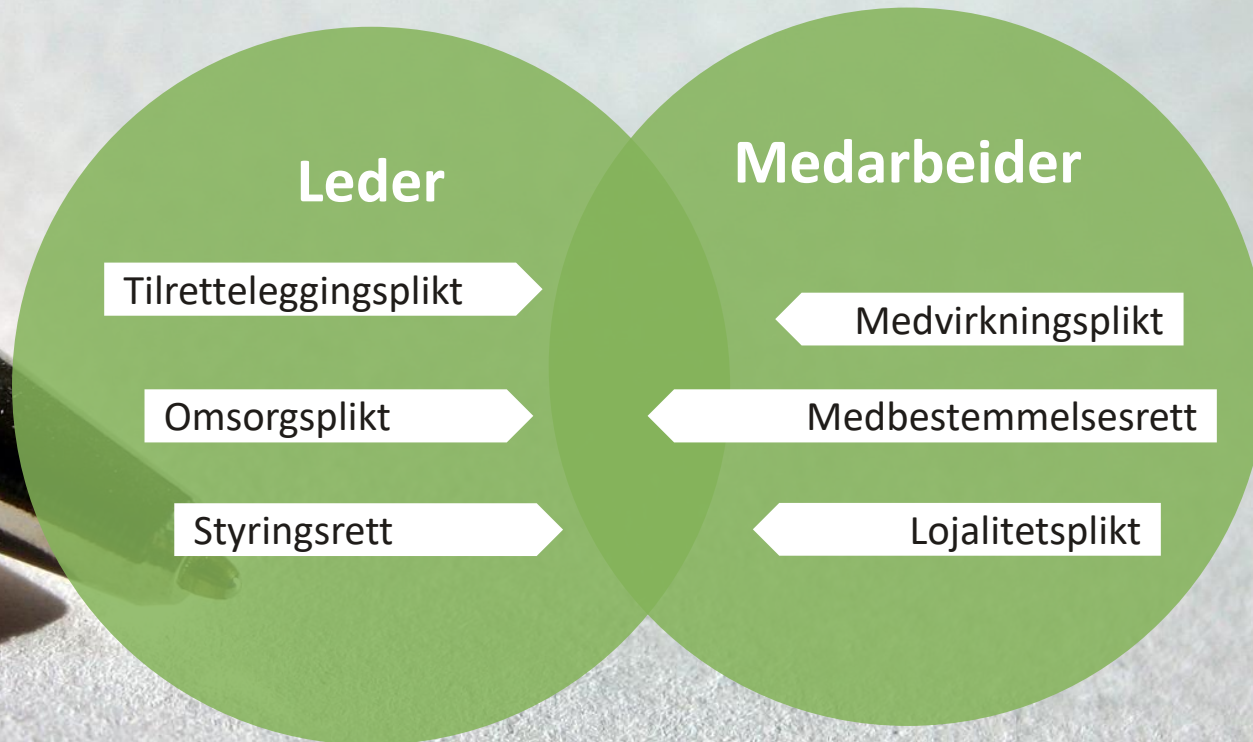 Leder
Tilretteleggingsplikt
Omsorgsplikt
Styringsrett
Medarbeider
Medvirkningsplikt
Medbestemmelsesrett
Lojalitetsplikt